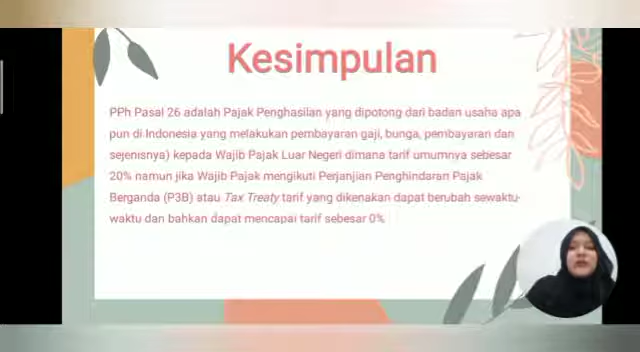 Kesimpulan
PPh Pasal 26 adalah Pajak Penghasilan yang dipotong dari badan usaha apa
pun di Indonesia yang melakukan pembayaran gaji, bunga, pembayaran dan
sejenisnya) kepada Wajib Pajak Luar Negeri dimana tarif umumnya sebesar
20% namun jika Wajib Pajak mengikuti Perjanjian Penghindaran Pajak
Berganda (P3B) atau Tax Treaty tarif yang dikenakan dapat berubah sewaktu-
waktu dan bahkan dapat mencapai tarif sebesar 0%